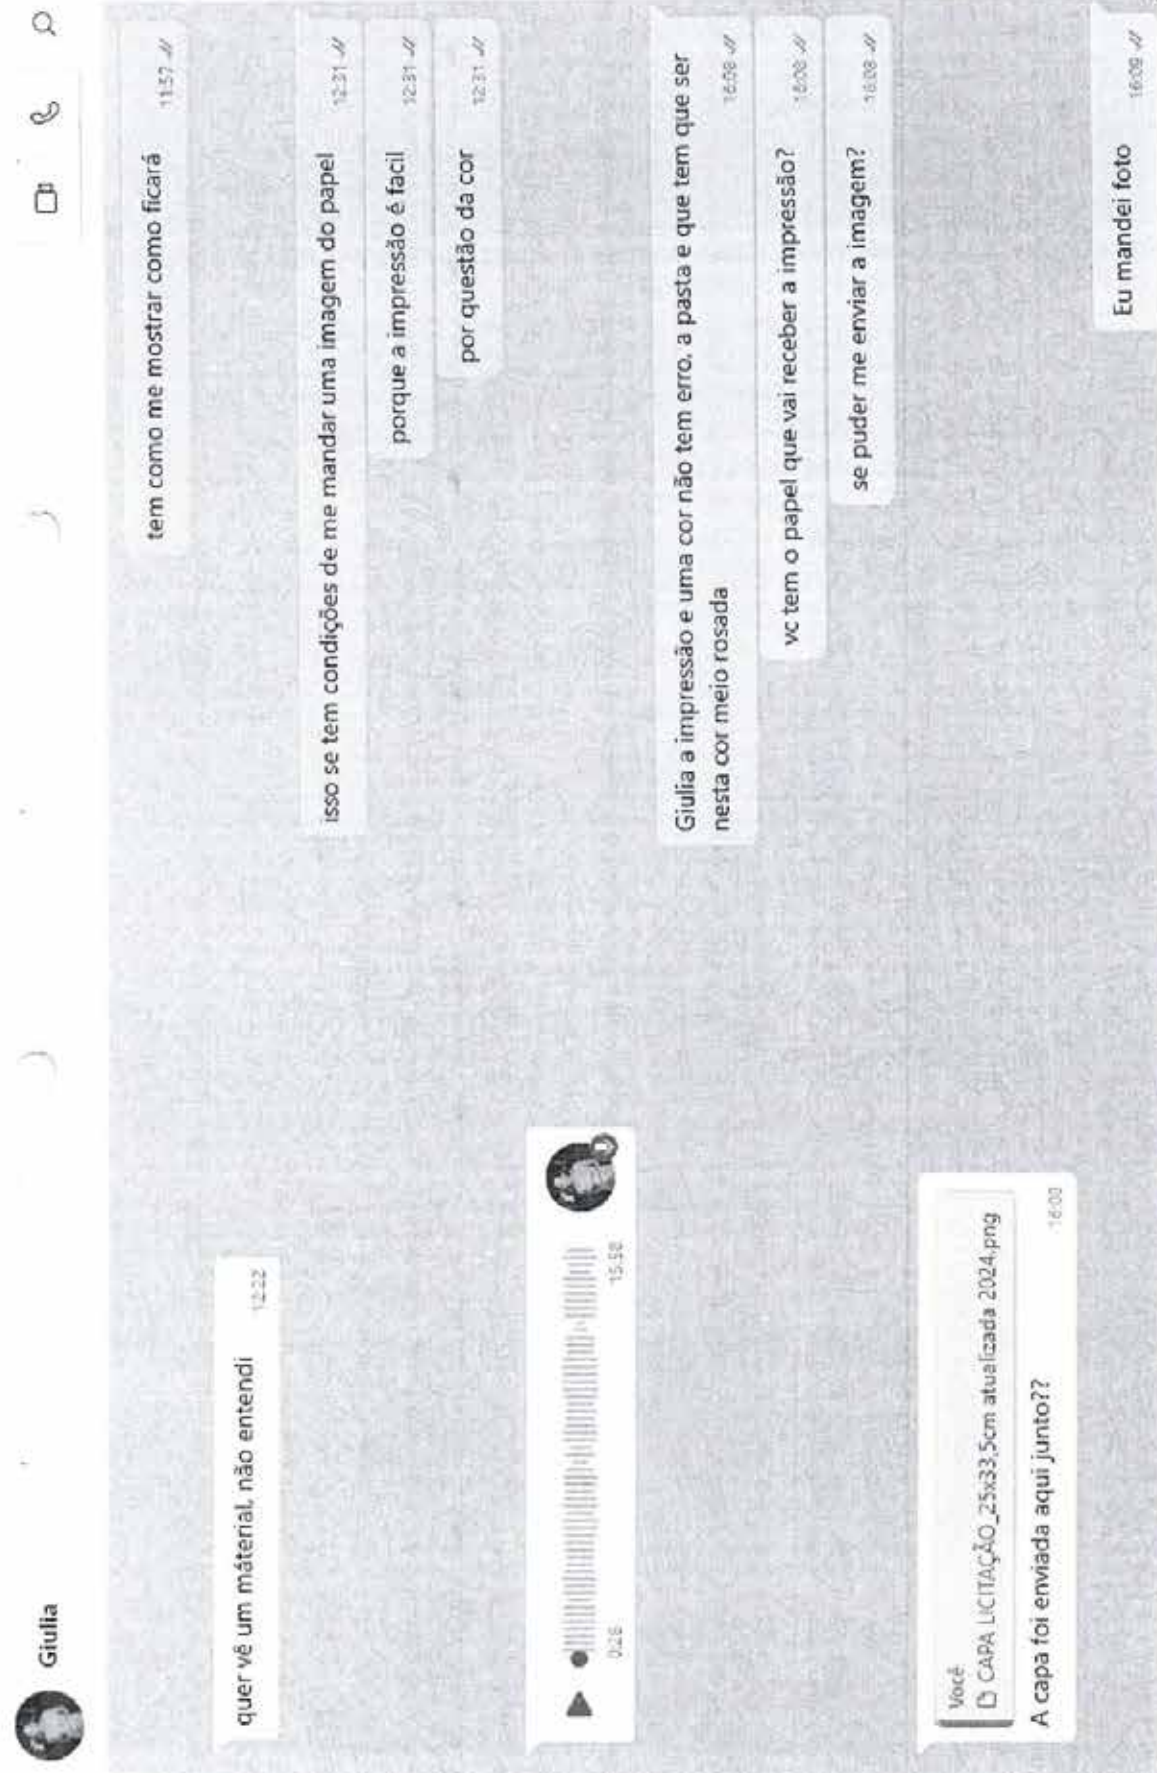 Giulia
tem como me mostrar como ficará
11:57
quer vê um máterial, não entendi
12:22
isso se tem condições de me mandar uma imagem do papel
12:31
porque a impressão é facil
12:31
por questão da cor
12:31
0:26
15:58
Giulia a impressão e uma cor não tem erro, a pasta e que tem que ser
nesta cor meio rosada
16:08
vc tem o papel que vai receber a impressão?
16:08
se puder me enviar a imagem?
16:08
Você
CAPA LICITAÇÃO_25x33,5cm atualizada 2024.png
A capa foi enviada aqui junto??
Eu mandei foto
16:09